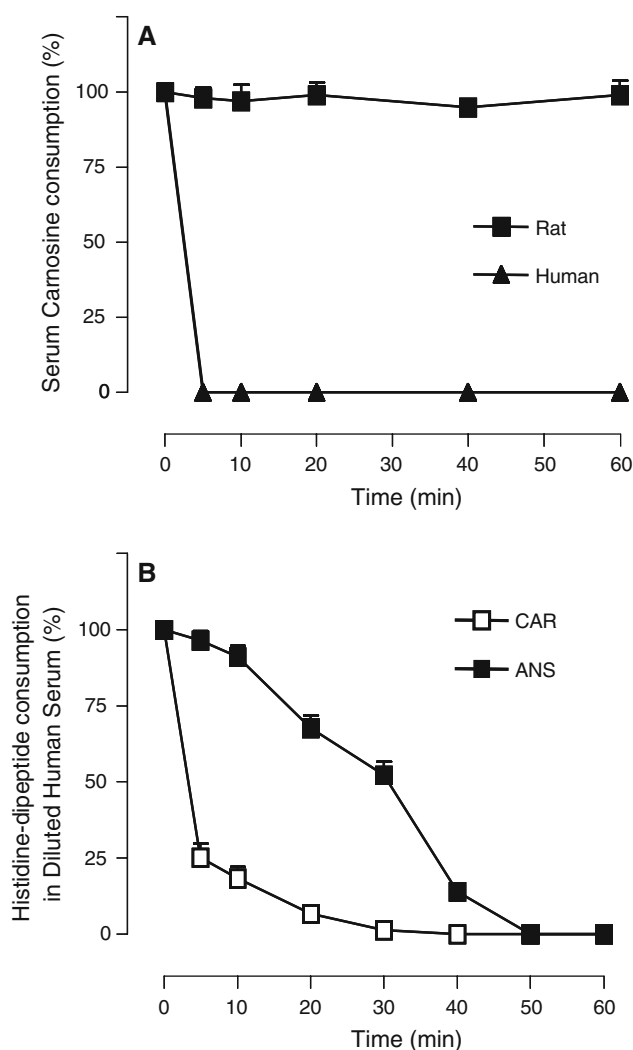 A
Serum Carnosine consumption (%)
100
75
50
25
0
Rat
Human
0 10 20 30 40 50 60
Time (min)
B
Histidine-dipeptide consumption
in Diluted Human Serum (%)
100
75
50
25
0
CAR
ANS
0 10 20 30 40 50 60
Time (min)